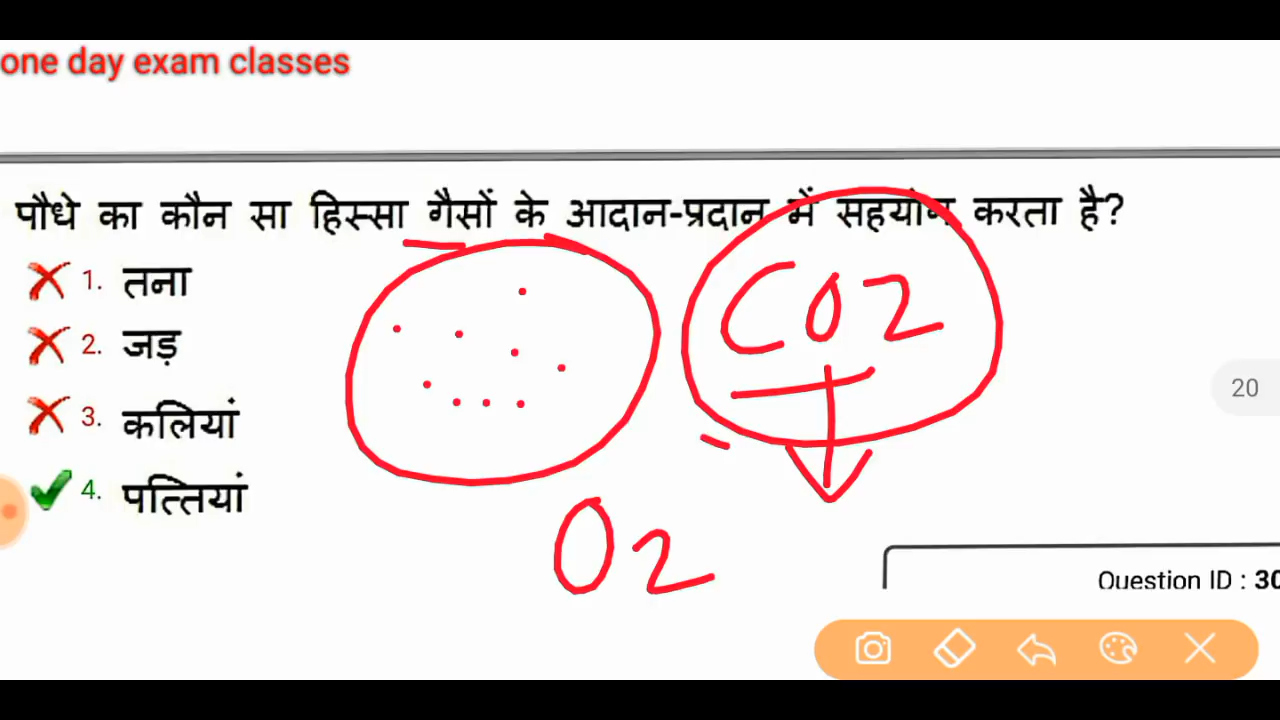 one day exam classes
पौधे का कौन सा हिस्सा गैसों के आदान-प्रदान में सहयोग करता है?
1. तना
2. जड़
3. कलियां
4. पत्तियां
CO2
O2
20
Question ID : 30